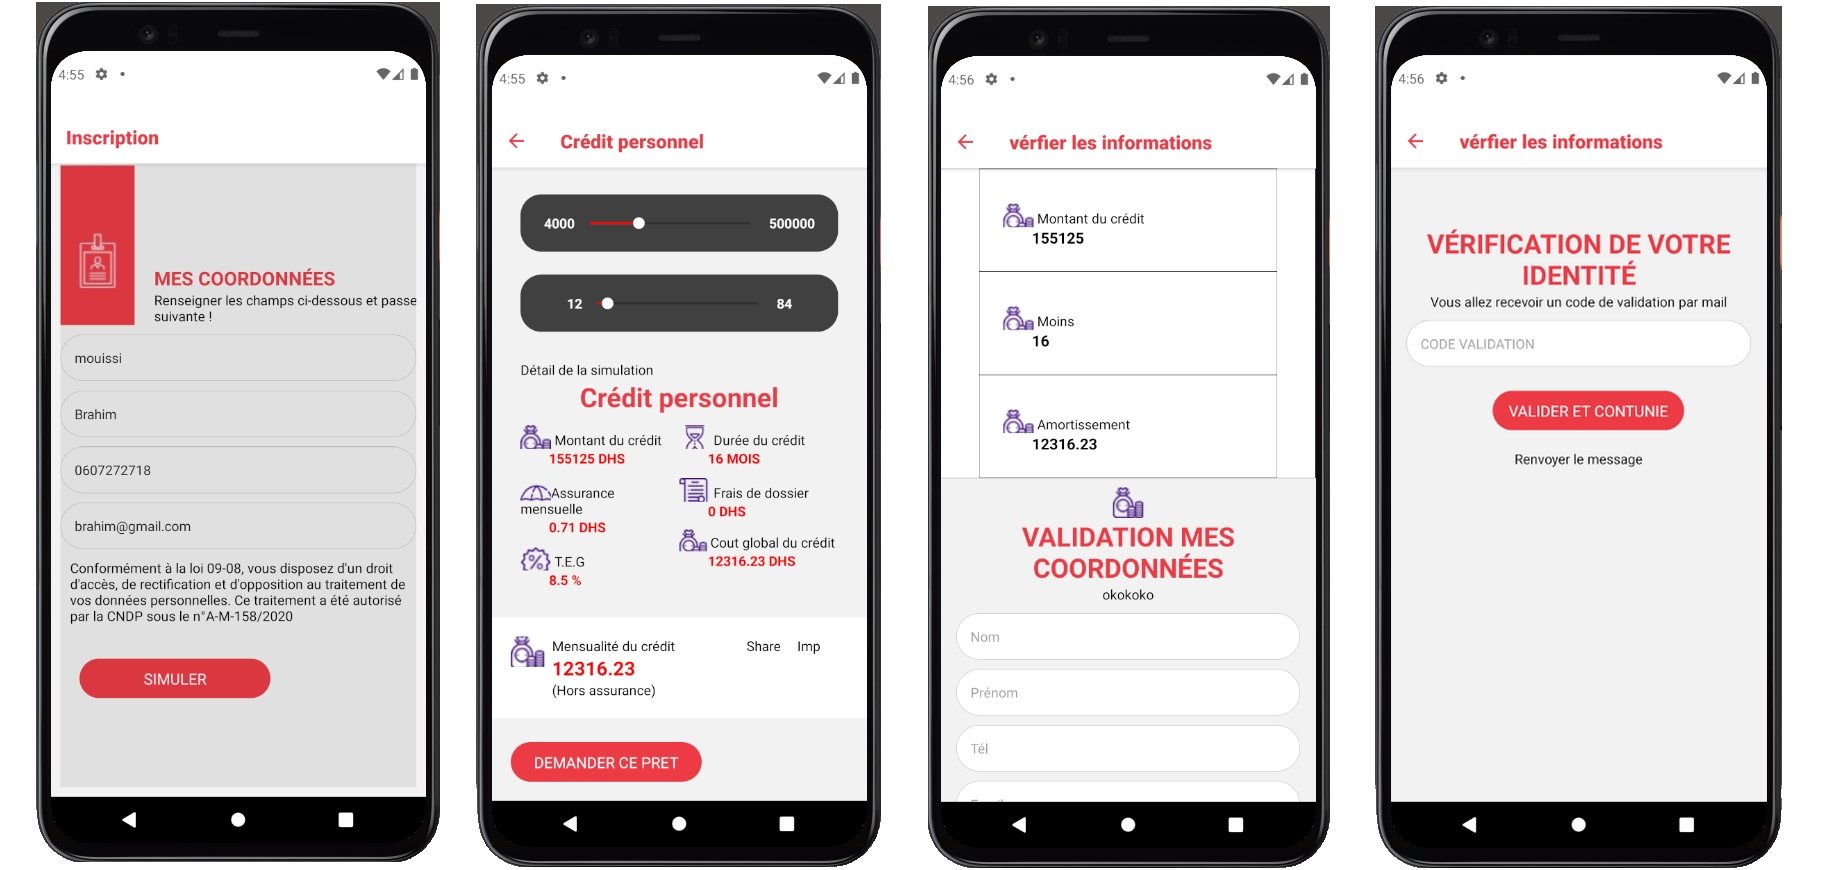 4:55
Inscription
MES COORDONNÉES
Renseigner les champs ci-dessous et passe
suivante !
mouissi
Brahim
0607272718
brahim@gmail.com
Conformément à la loi 09-08, vous disposez d'un droit
d'accès, de rectification et d'opposition au traitement de
vos données personnelles. Ce traitement a été autorisé
par la CNDP sous le n°A-M-158/2020
SIMULER
4:55
Crédit personnel
4000 500000
12 84
Détail de la simulation
Crédit personnel
Montant du crédit
155125 DHS
Durée du crédit
16 MOIS
Assurance
mensuelle
0.71 DHS
Frais de dossier
0 DHS
T.E.G
8.5 %
Cout global du crédit
12316.23 DHS
Mensualité du crédit
12316.23
(Hors assurance)
Share Imp
DEMANDER CE PRET
4:56
vérfier les informations
Montant du crédit
155125
Moins
16
Amortissement
12316.23
VALIDATION MES
COORDONNÉES
okokoko
Nom
Prénom
Tél
4:56
vérfier les informations
VÉRIFICATION DE VOTRE
IDENTITÉ
Vous allez recevoir un code de validation par mail
CODE VALIDATION
VALIDER ET CONTUNIE
Renvoyer le message